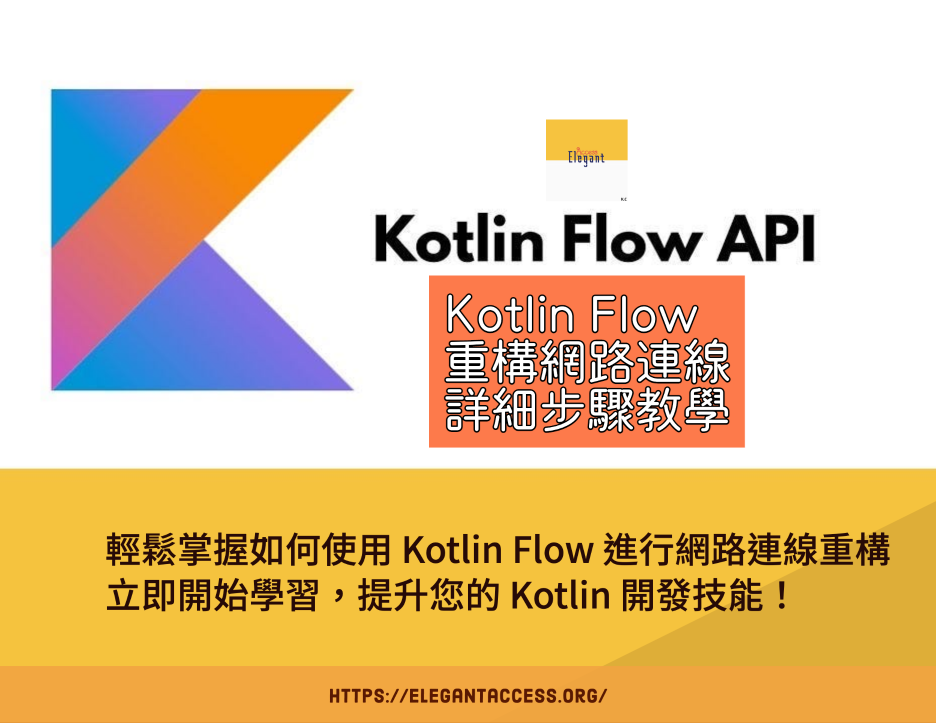 Access
Elegant
Kotlin Flow API
Kotlin Flow
重構網路連線
詳細步驟教學
輕鬆掌握如何使用 Kotlin Flow 進行網路連線重構
立即開始學習，提升您的 Kotlin 開發技能！
HTTPS://ELEGANTACCESS.ORG/